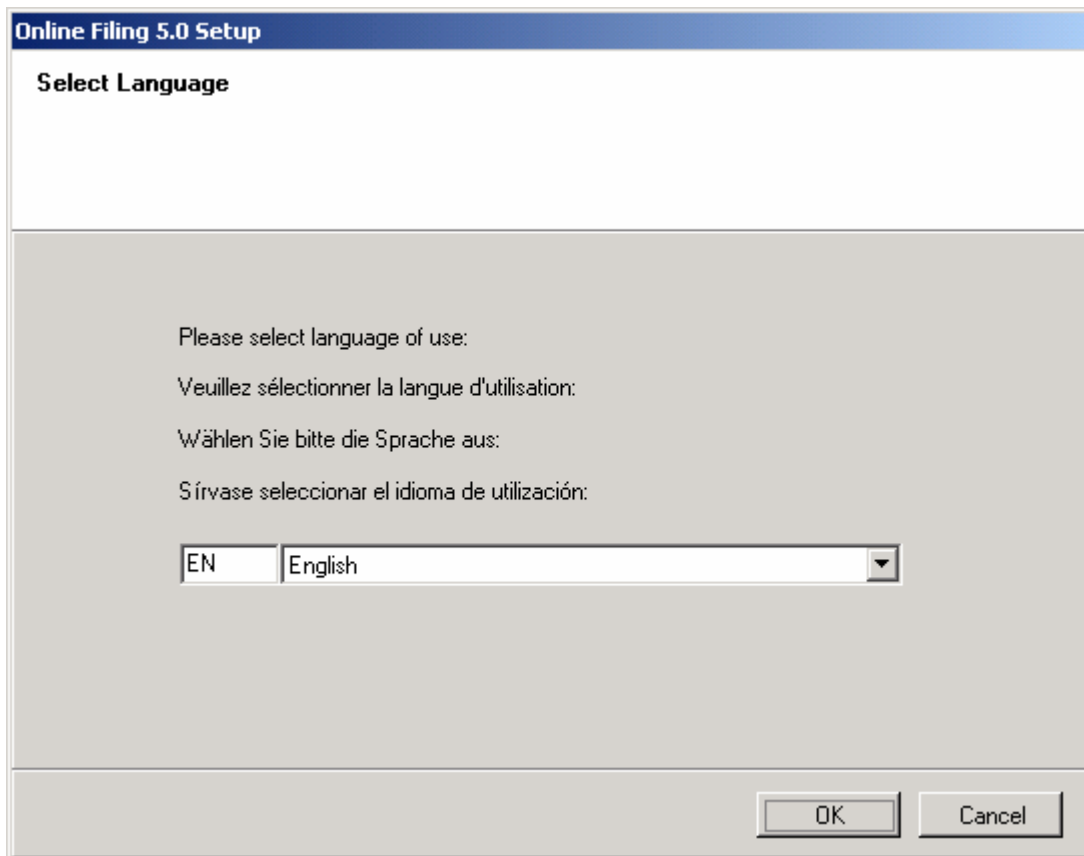 Online Filing 5.0 Setup
Select Language
Please select language of use:
Veuillez sélectionner la langue d'utilisation:
Wählen Sie bitte die Sprache aus:
Sírvase seleccionar el idioma de utilización:
EN English
OK Cancel